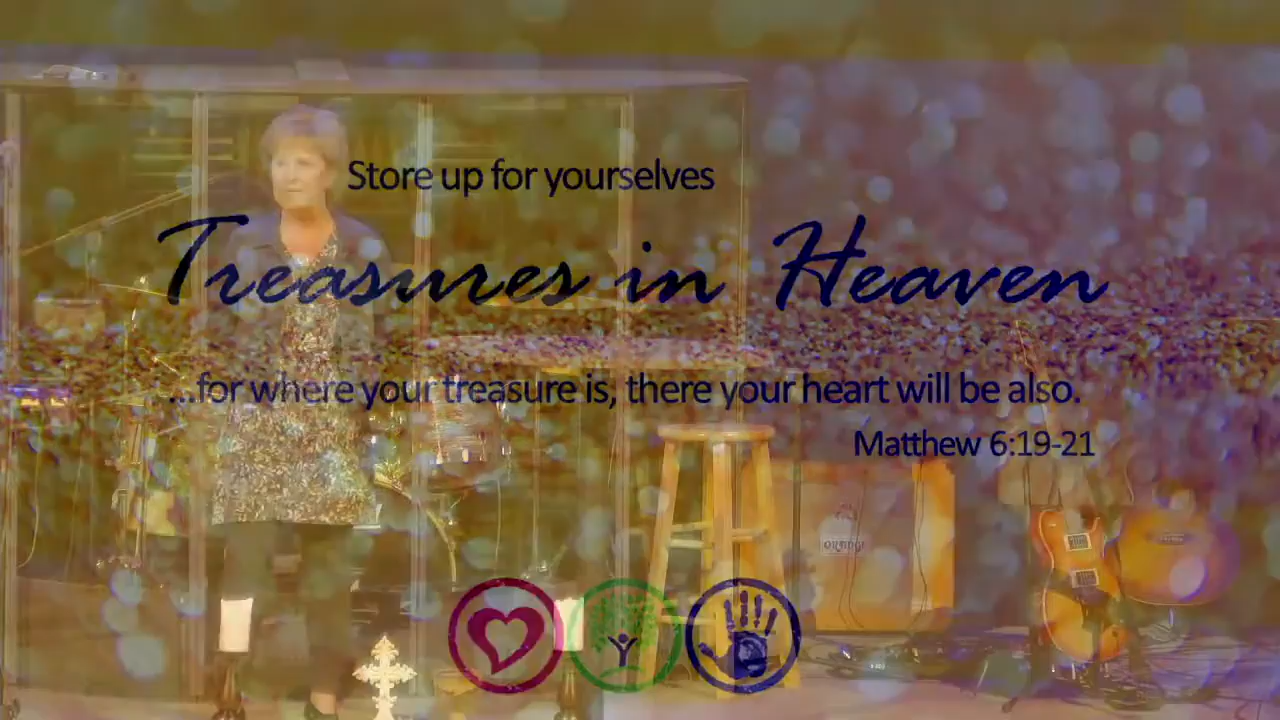 Store up for yourselves
Treasures in Heaven
...for where your treasure is, there your heart will be also.
Matthew 6:19-21
orange